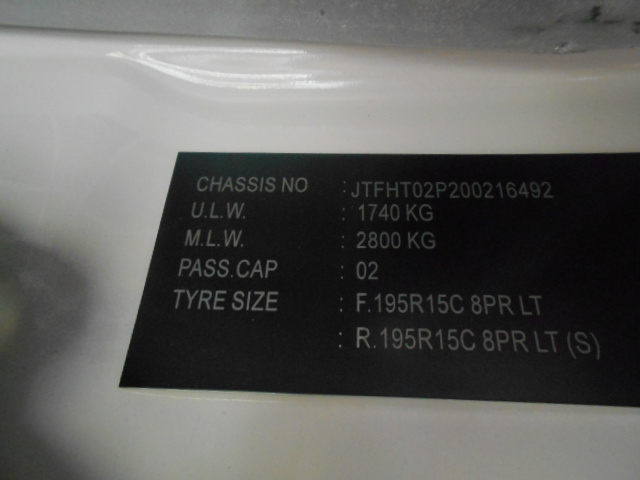 CHASSIS NO : JTFHT02P200216492
U.L.W. : 1740 KG
M.L.W. : 2800 KG
PASS.CAP : 02
TYRE SIZE : F.195R15C 8PR LT
: R.195R15C 8PR LT (S)